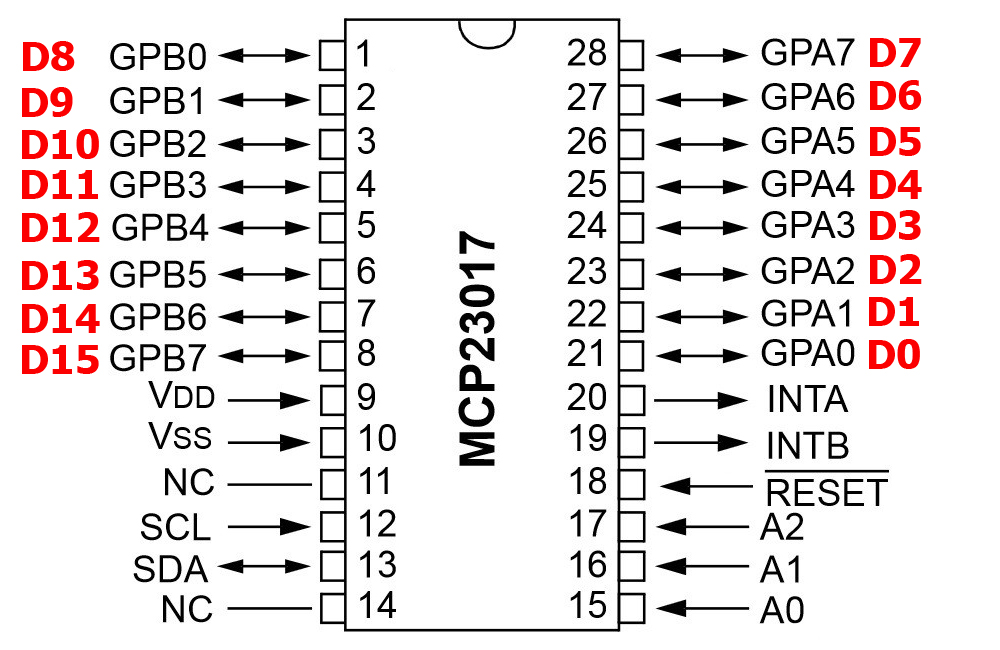 D8 GPB0 1 28 GPA7 D7
D9 GPB1 2 27 GPA6 D6
D10 GPB2 3 26 GPA5 D5
D11 GPB3 4 25 GPA4 D4
D12 GPB4 5 24 GPA3 D3
D13 GPB5 6 23 GPA2 D2
D14 GPB6 7 22 GPA1 D1
D15 GPB7 8 21 GPA0 D0
VDD 9 20 INTA
VSS 10 19 INTB
NC 11 18 RESET
SCL 12 17 A2
SDA 13 16 A1
NC 14 15 A0
MCP23017